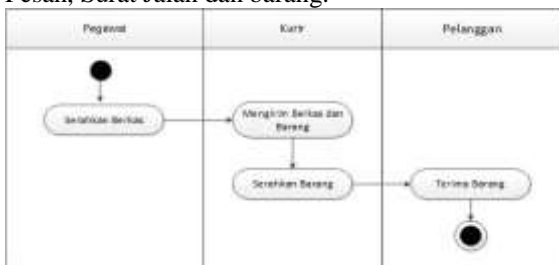 Pesan, Surat Jalan dan barang.
Pegawai
Kurir
Pelanggan
Serahkan Berkas
Mengirim Berkas dan
Barang
Serahkan Barang
Terima Barang